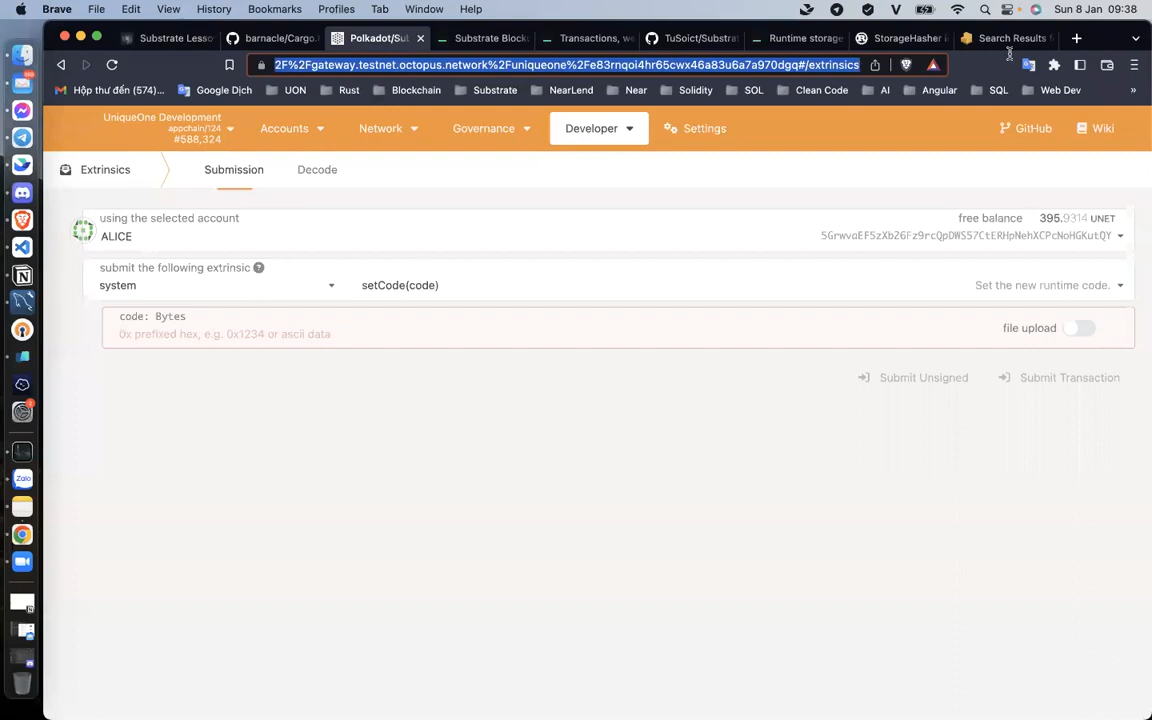 Brave File Edit View History Bookmarks Profiles Tab Window Help Sun 8 Jan 09:38
Substrate Lesso barnacle/Cargo. Polkadot/Sub Substrate Block Transactions, we TuSoict/Substrat Runtime storage StorageHasher i Search Results f
2F%2Fgateway.testnet.octopus.network%2Funiqueone%2Fe83rnqoi4hr65cwx46a83u6a7a970dgq#/extrinsics
Hộp thư đến (574)... Google Dịch UON Rust Blockchain Substrate NearLend Near Solidity SOL Clean Code AI Angular SQL Web Dev »
UniqueOne Development
appchain/124
#588,324
Accounts Network Governance Developer Settings GitHub Wiki
Extrinsics Submission Decode
using the selected account free balance 395.9314 UNET
ALICE 5GrwvaEF5zXb26Fz9rcQpDWS57CtERHpNehXCPcNoHGKutQY
submit the following extrinsic ?
system setCode(code) Set the new runtime code.
code: Bytes
0x prefixed hex, e.g. 0x1234 or ascii data file upload
Submit Unsigned Submit Transaction
Zalo